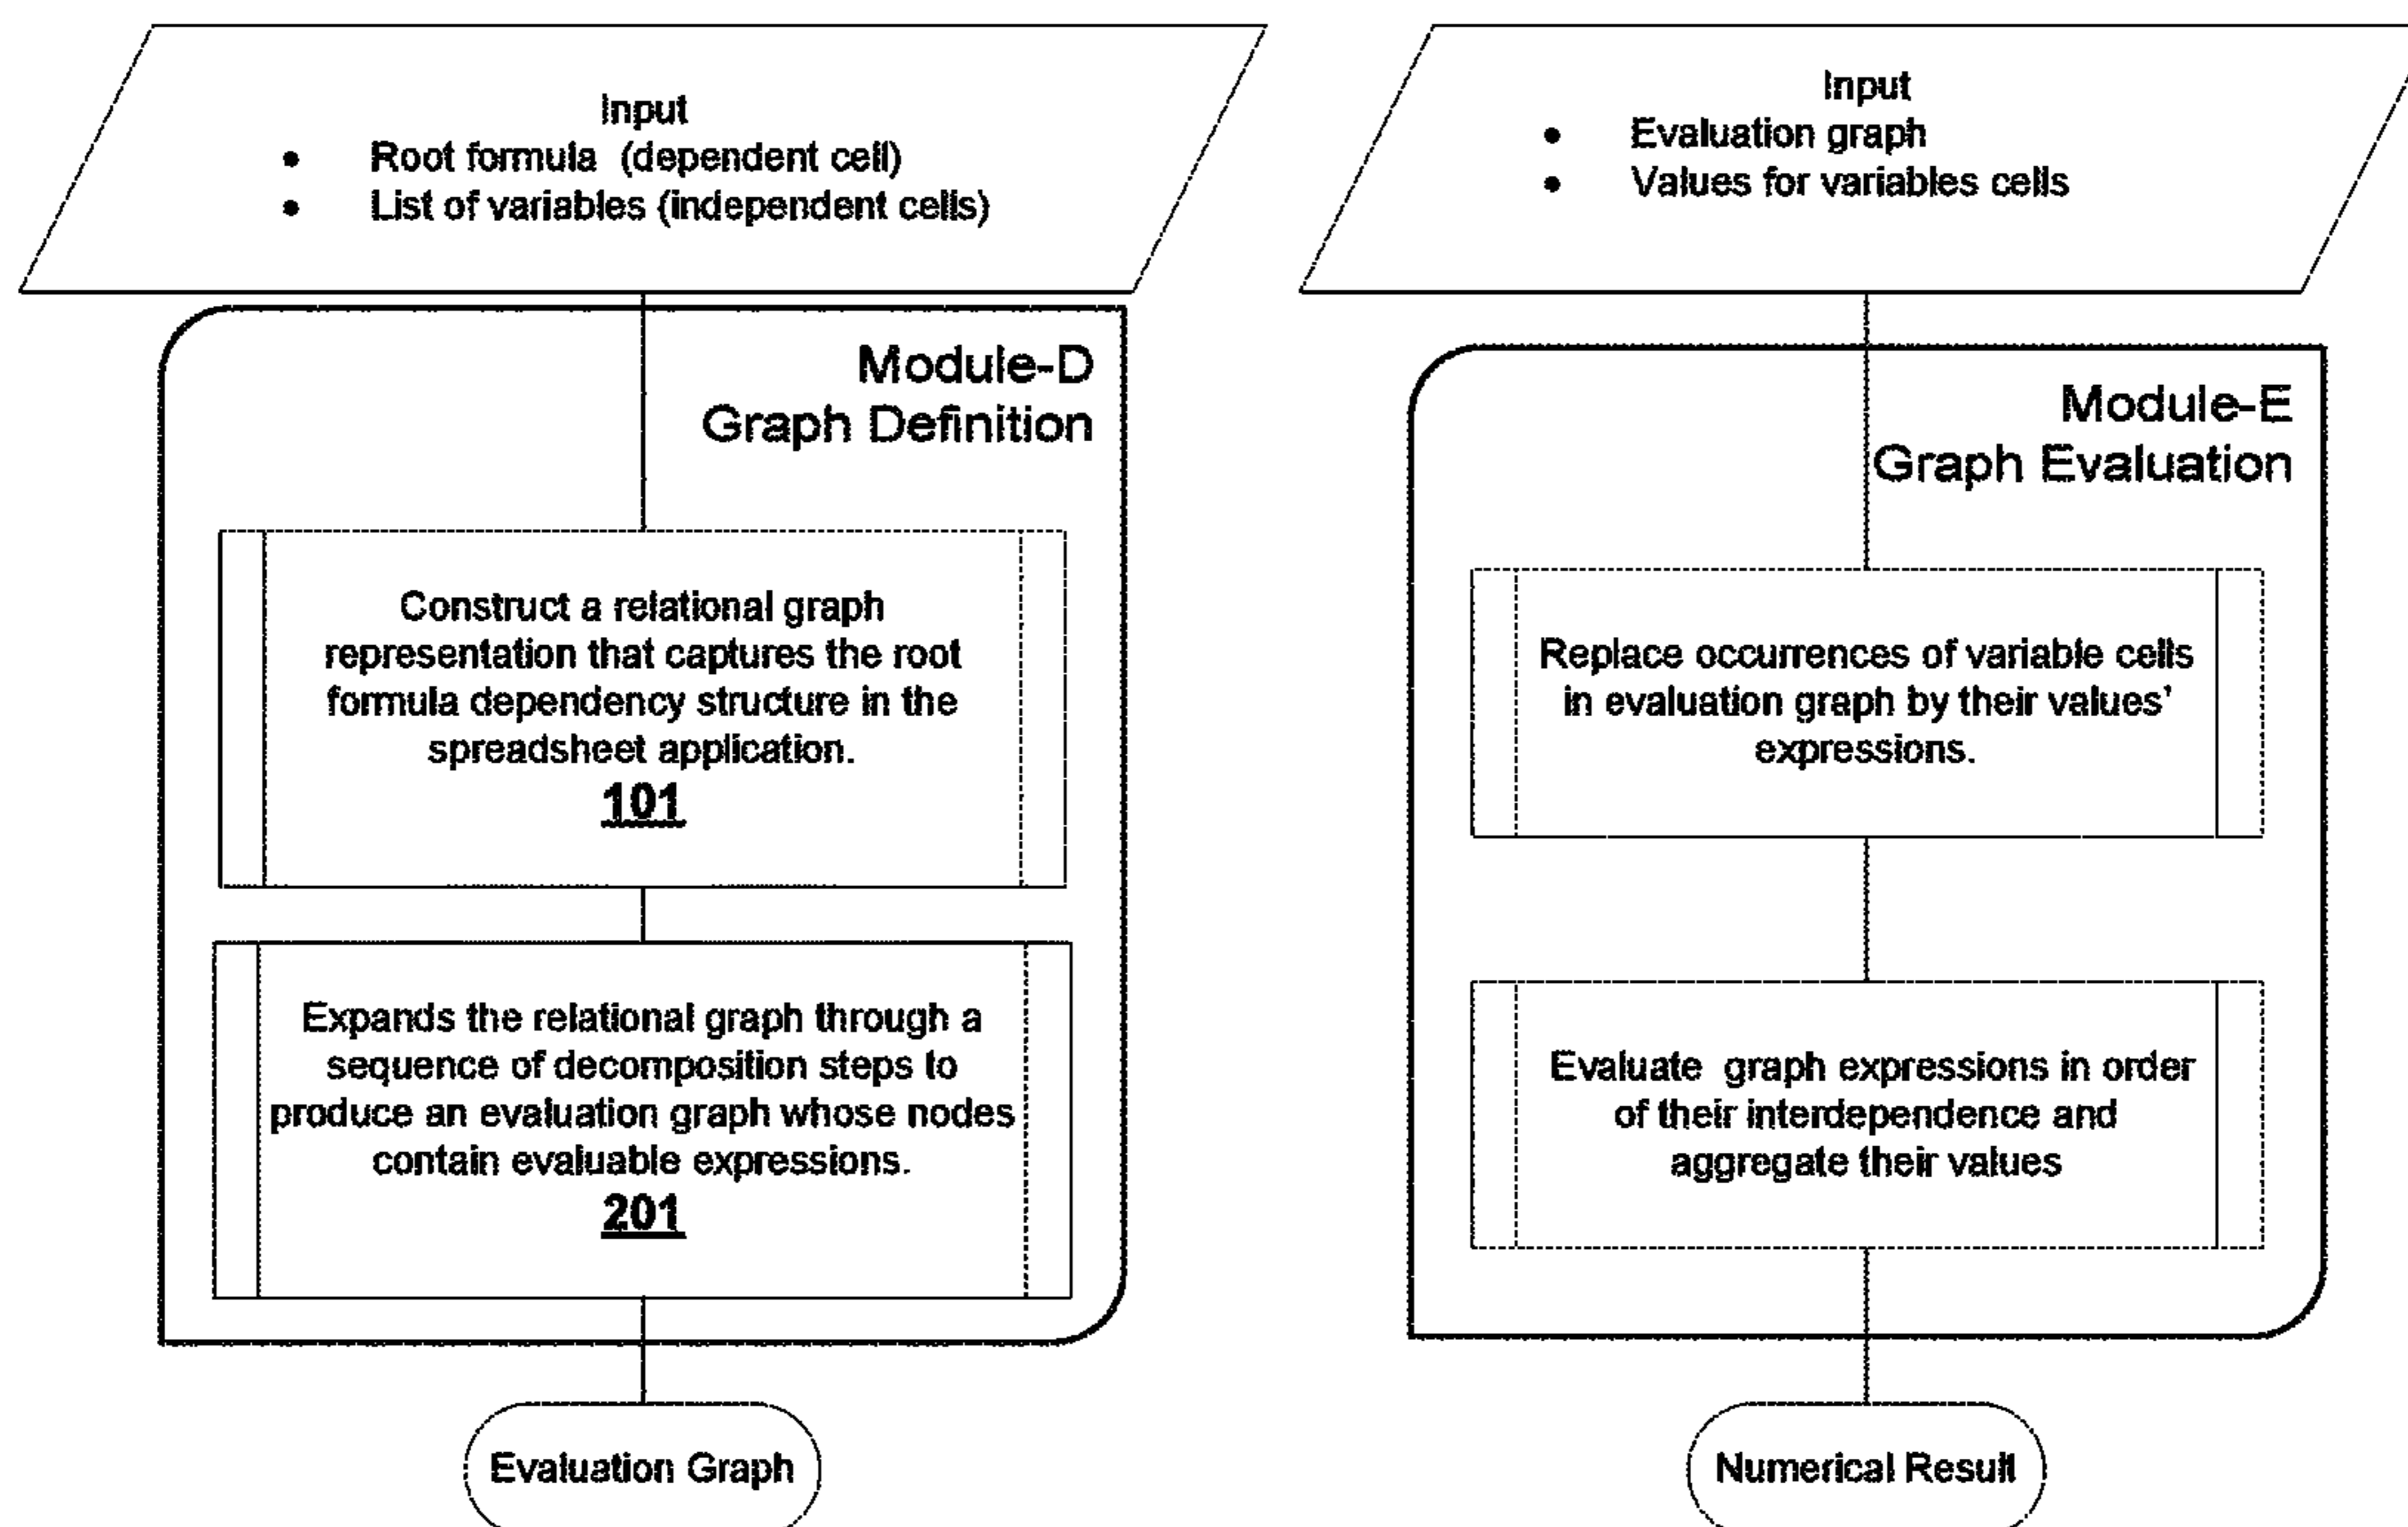 Input
• Root formula (dependent cell)
• List of variables (independent cells)
Module-D
Graph Definition
Construct a relational graph
representation that captures the root
formula dependency structure in the
spreadsheet application.
101
Expands the relational graph through a
sequence of decomposition steps to
produce an evaluation graph whose nodes
contain evaluable expressions.
201
Evaluation Graph
Input
• Evaluation graph
• Values for variables cells
Module-E
Graph Evaluation
Replace occurrences of variable cells
in evaluation graph by their values'
expressions.
Evaluate graph expressions in order
of their interdependence and
aggregate their values
Numerical Result